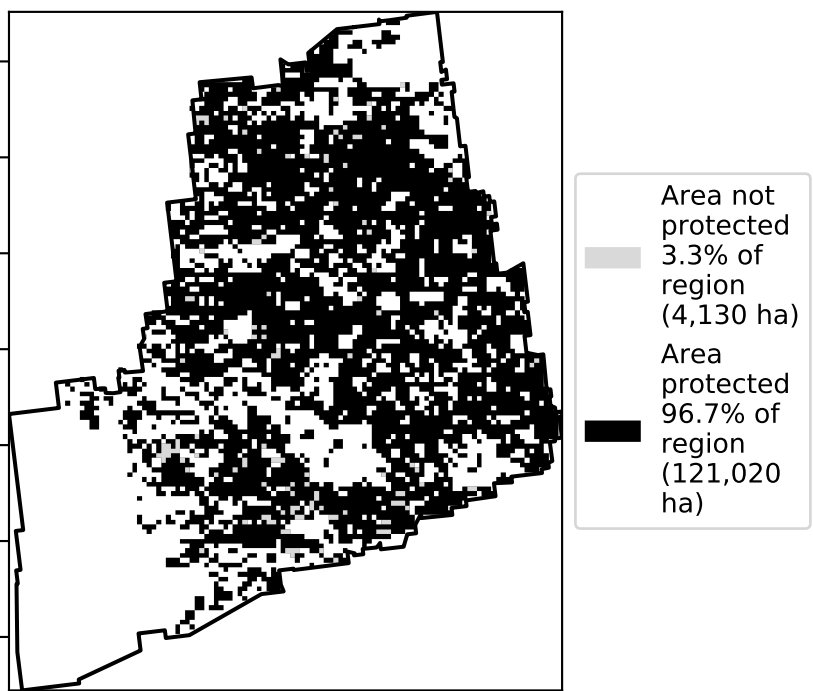 Area not
protected
3.3% of
region
(4,130 ha)
Area
protected
96.7% of
region
(121,020
ha)